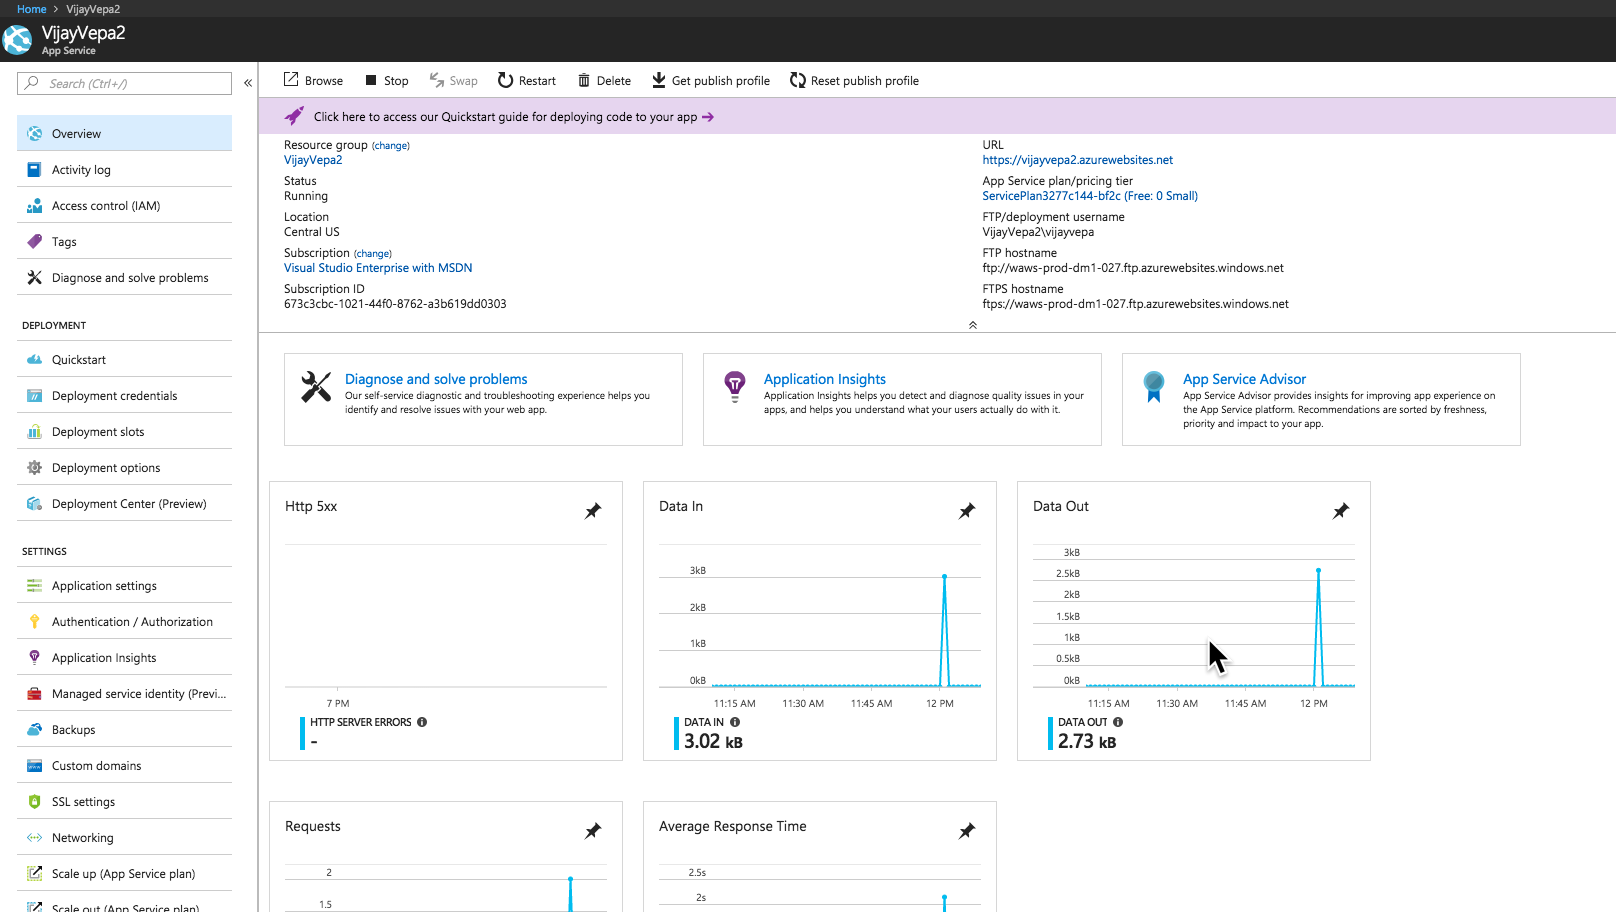 Home > VijayVepa2
VijayVepa2
App Service
Search (Ctrl+/)
«
Overview
Activity log
Access control (IAM)
Tags
Diagnose and solve problems
DEPLOYMENT
Quickstart
Deployment credentials
Deployment slots
Deployment options
Deployment Center (Preview)
SETTINGS
Application settings
Authentication / Authorization
Application Insights
Managed service identity (Previ...
Backups
Custom domains
SSL settings
Networking
Scale up (App Service plan)
Scale out (App Service plan)
Browse Stop Swap Restart Delete Get publish profile Reset publish profile
Click here to access our Quickstart guide for deploying code to your app →
Resource group (change)
VijayVepa2
Status
Running
Location
Central US
Subscription (change)
Visual Studio Enterprise with MSDN
Subscription ID
673c3cbc-1021-44f0-8762-a3b619dd0303
URL
https://vijayvepa2.azurewebsites.net
App Service plan/pricing tier
ServicePlan3277c144-bf2c (Free: 0 Small)
FTP/deployment username
VijayVepa2\vijayvepa
FTP hostname
ftp://waws-prod-dm1-027.ftp.azurewebsites.windows.net
FTPS hostname
ftps://waws-prod-dm1-027.ftp.azurewebsites.windows.net
Diagnose and solve problems
Our self-service diagnostic and troubleshooting experience helps you
identify and resolve issues with your web app.
Application Insights
Application Insights helps you detect and diagnose quality issues in your
apps, and helps you understand what your users actually do with it.
App Service Advisor
App Service Advisor provides insights for improving app experience on
the App Service platform. Recommendations are sorted by freshness,
priority and impact to your app.
Http 5xx
7 PM
HTTP SERVER ERRORS
-
Data In
3kB
2kB
1kB
0kB
11:15 AM 11:30 AM 11:45 AM 12 PM
DATA IN
3.02 kB
Data Out
3kB
2.5kB
2kB
1.5kB
1kB
0.5kB
0kB
11:15 AM 11:30 AM 11:45 AM 12 PM
DATA OUT
2.73 kB
Requests
2
1.5
Average Response Time
2.5s
2s